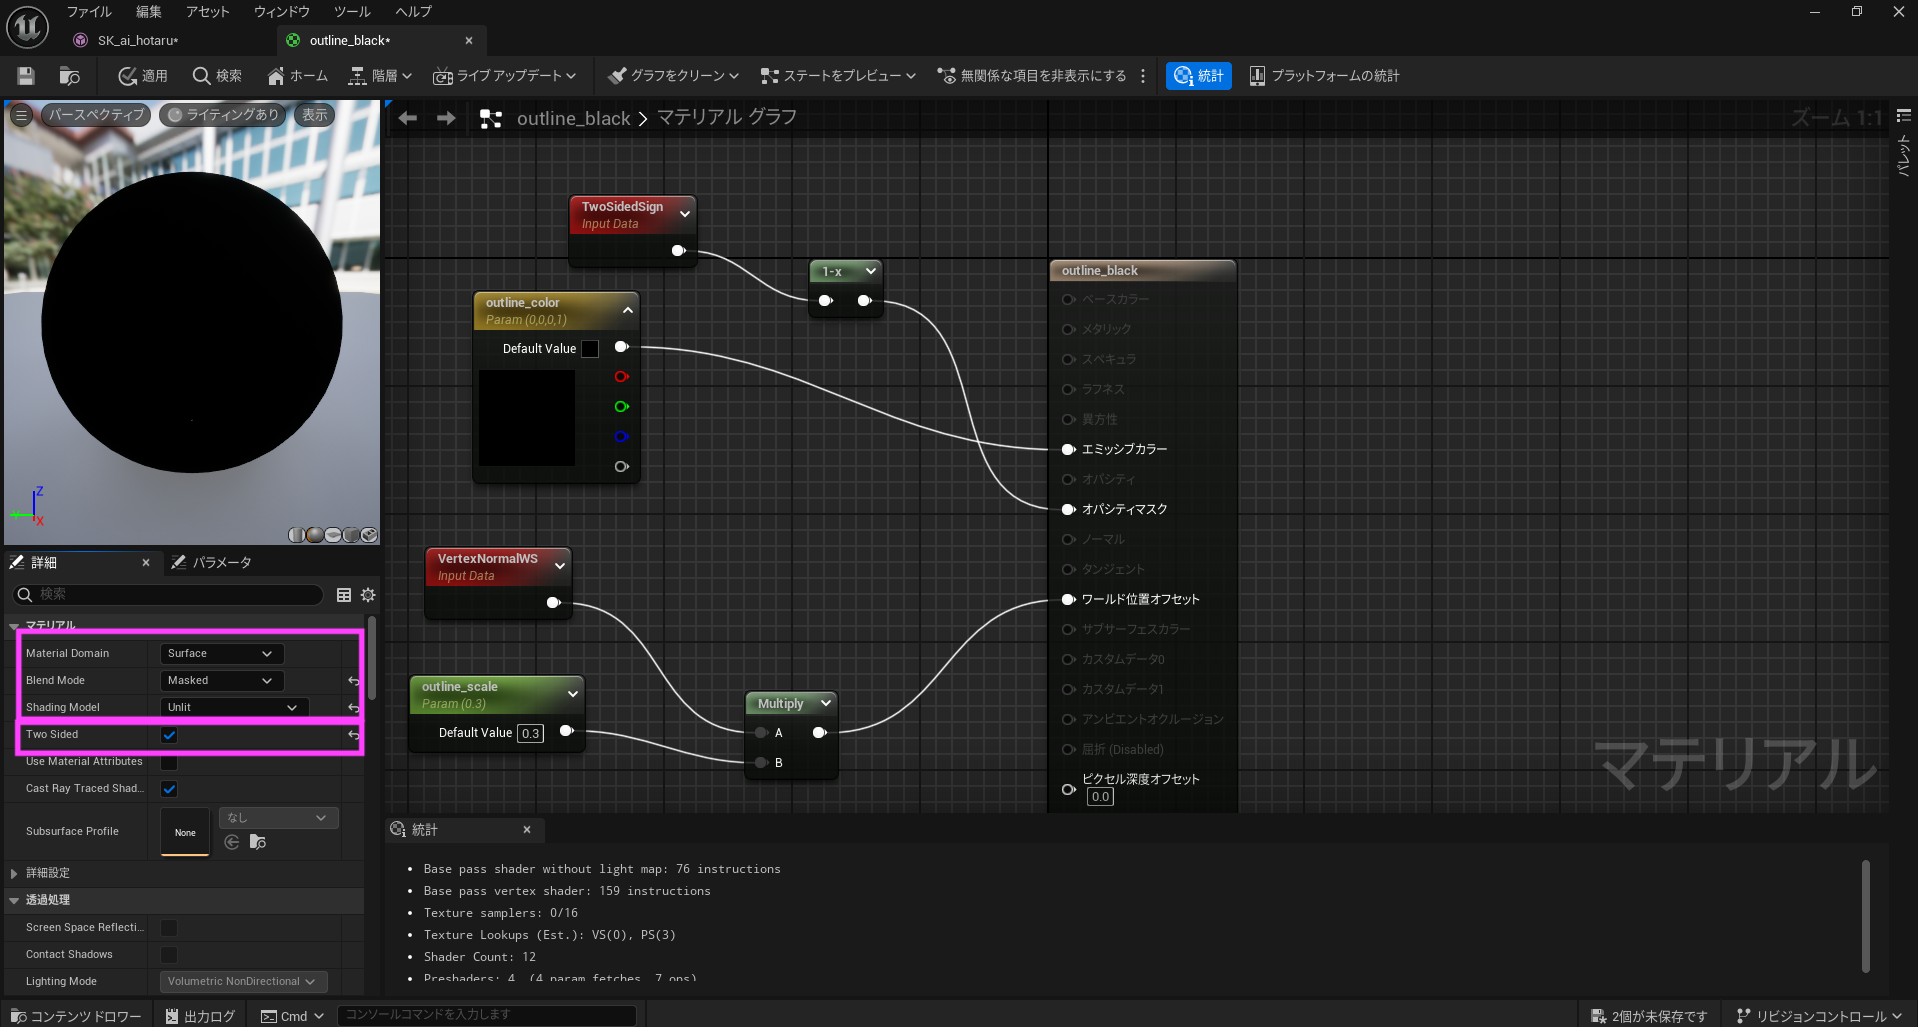 ファイル 編集 アセット ウィンドウ ツール ヘルプ
SK_ai_hotaru*
outline_black*
適用 検索 ホーム 階層 ライブ アップデート グラフをクリーン ステートをプレビュー 無関係な項目を非表示にする 統計 プラットフォームの統計
パースペクティブ ライティングあり 表示
Z
Y
X
outline_black マテリアル グラフ
ズーム 1:1
パレット
TwoSidedSign
Input Data
1-x
outline_color
Param (0,0,0,1)
Default Value
VertexNormalWS
Input Data
outline_scale
Param (0.3)
Default Value 0.3
Multiply
A
B
outline_black
ベースカラー
メタリック
スペキュラ
ラフネス
異方性
エミッシブカラー
オパシティ
オパシティマスク
ノーマル
タンジェント
ワールド位置オフセット
サブサーフェスカラー
カスタムデータ0
カスタムデータ1
アンビエントオクルージョン
屈折 (Disabled)
ピクセル深度オフセット
0.0
マテリアル
詳細 パラメータ
検索
マテリアル
Material Domain Surface
Blend Mode Masked
Shading Model Unlit
Two Sided
Use Material Attributes
Cast Ray Traced Shad...
Subsurface Profile None なし
詳細設定
透過処理
Screen Space Reflecti...
Contact Shadows
Lighting Mode Volumetric NonDirectional
統計
• Base pass shader without light map: 76 instructions
• Base pass vertex shader: 159 instructions
• Texture samplers: 0/16
• Texture Lookups (Est.): VS(0), PS(3)
• Shader Count: 12
• Preshaders: 4 (4 param fetches, 7 ops)
コンテンツ ドロワー 出力ログ Cmd コンソールコマンドを入力します 2個が未保存です リビジョンコントロール